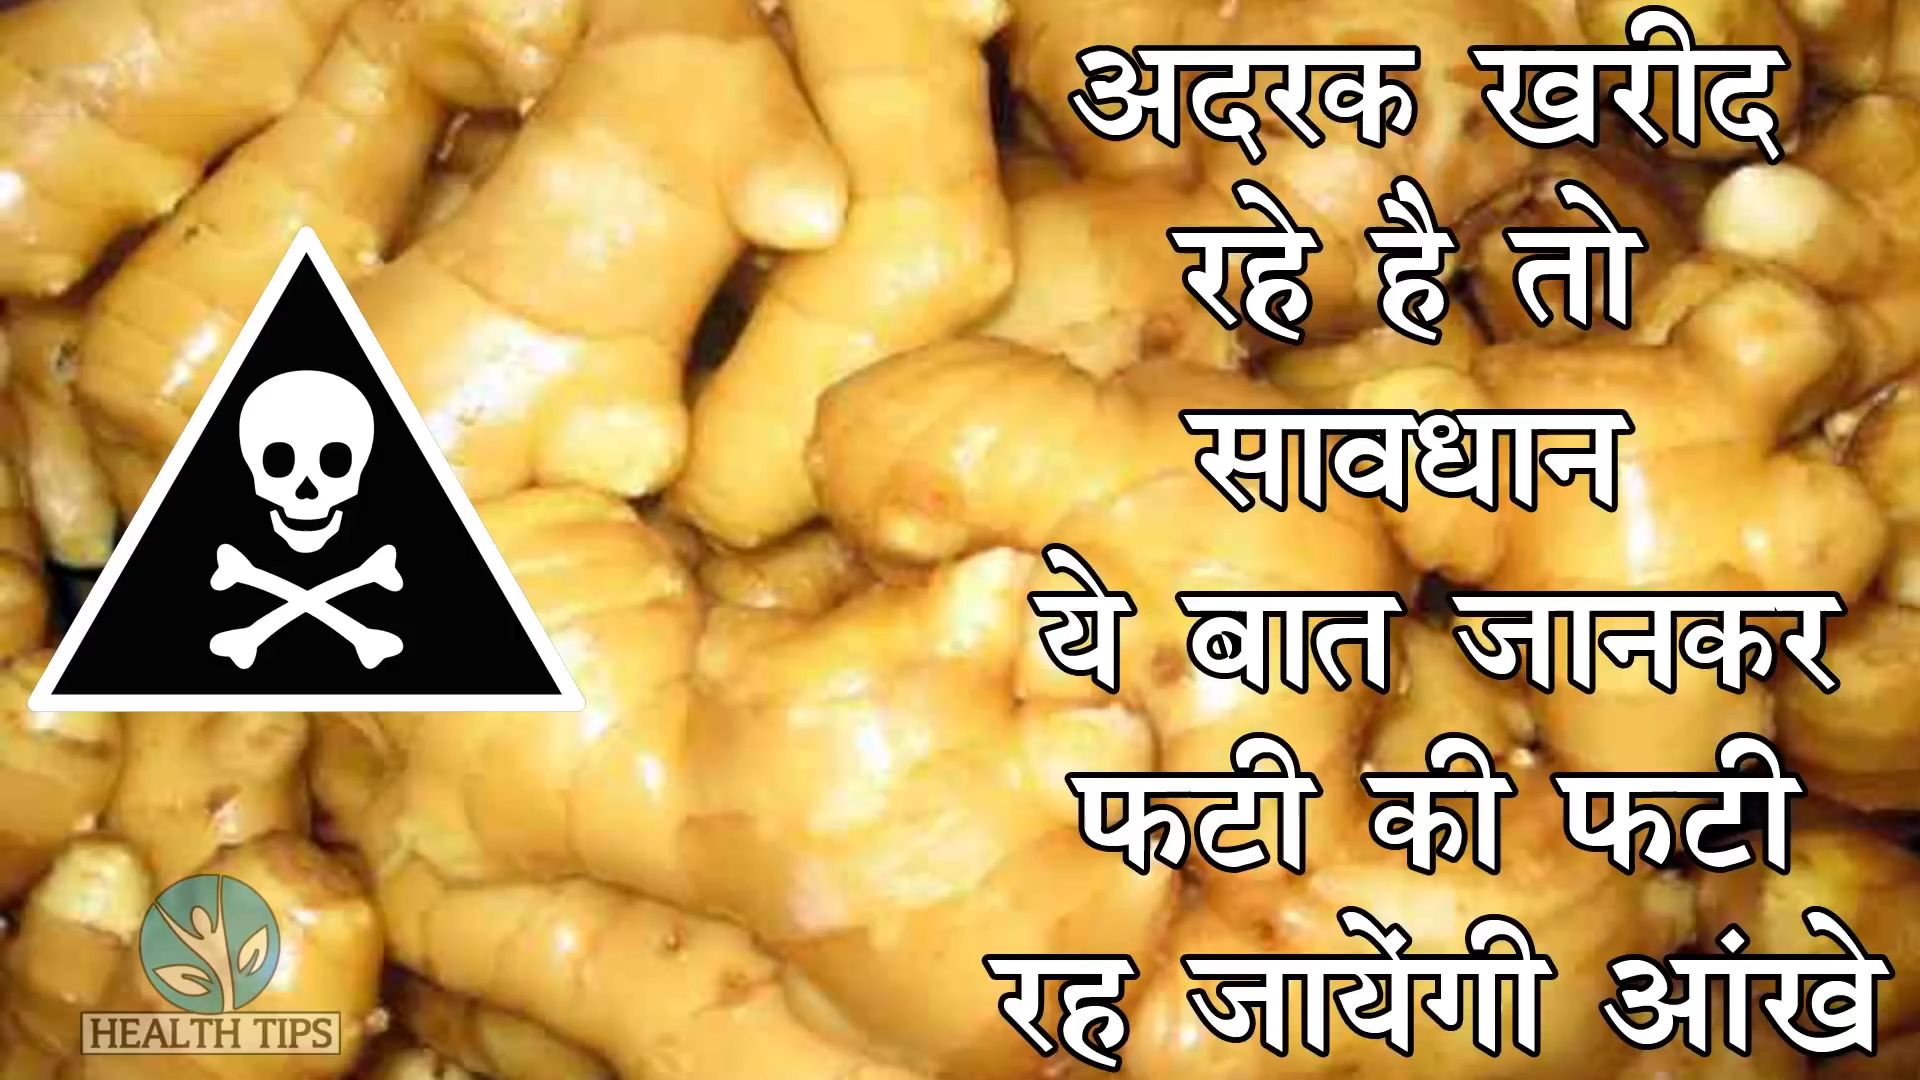 अदरक खरीद
रहे है तो
सावधान
ये बात जानकर
फटी की फटी
रह जायेंगी आंखे
HEALTH TIPS